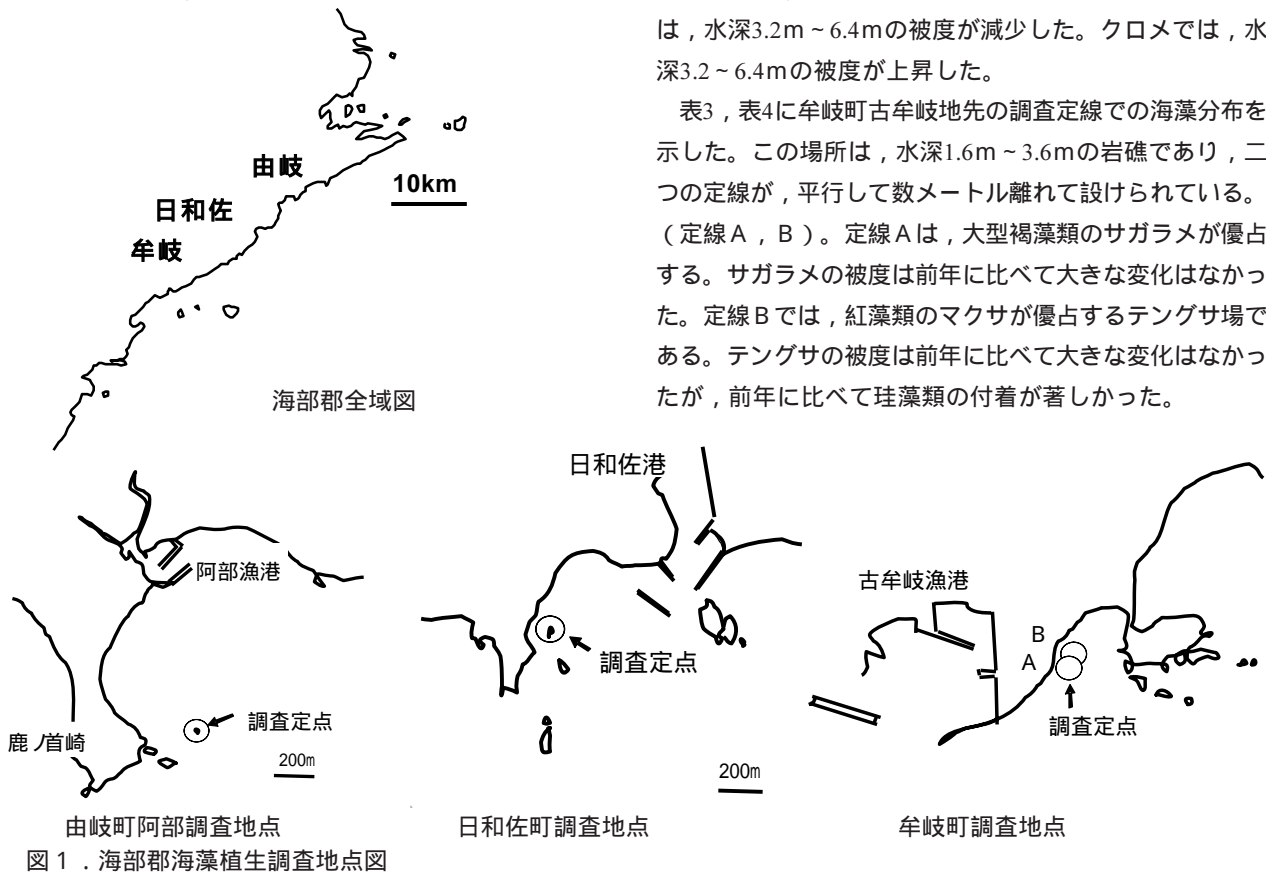 は，水深3.2m~6.4mの被度が減少した。クロメでは，水
深3.2~6.4mの被度が上昇した。
表3，表4に牟岐町古牟岐地先の調査定線での海藻分布を
示した。この場所は，水深1.6m~3.6mの岩礁であり，二
つの定線が，平行して数メートル離れて設けられている。
（定線A，B）。定線Aは，大型褐藻類のサガラメが優占
する。サガラメの被度は前年に比べて大きな変化はなかっ
た。定線Bでは，紅藻類のマクサが優占するテングサ場で
ある。テングサの被度は前年に比べて大きな変化はなかっ
たが，前年に比べて珪藻類の付着が著しかった。
由岐
10km
日和佐
牟岐
海部郡全域図
阿部漁港
調査定点
鹿ノ首崎
200m
由岐町阿部調査地点
日和佐港
調査定点
200m
日和佐町調査地点
古牟岐漁港
B
A
調査定点
牟岐町調査地点
図1．海部郡海藻植生調査地点図